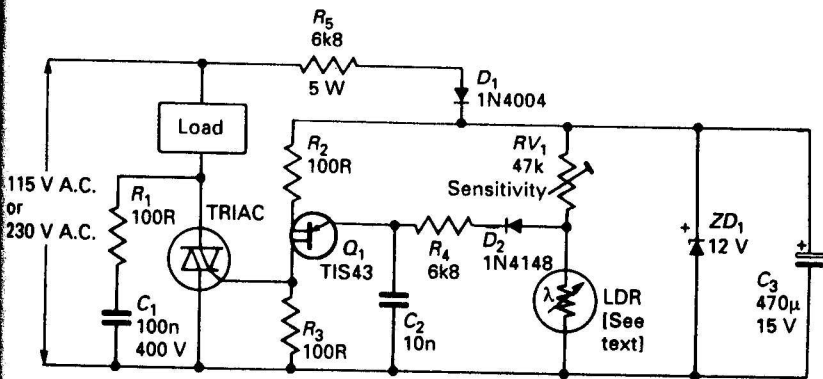 R5
6k8
5 W
D1
1N4004
Load
R2
100R
RV1
47k
Sensitivity
115 V A.C.
or
230 V A.C.
R1
100R
TRIAC
Q1
TIS43
R4
6k8
D2
1N4148
+
ZD1
12 V
+
C3
470μ
15 V
λ
LDR
[See
text]
C1
100n
400 V
R3
100R
C2
10n